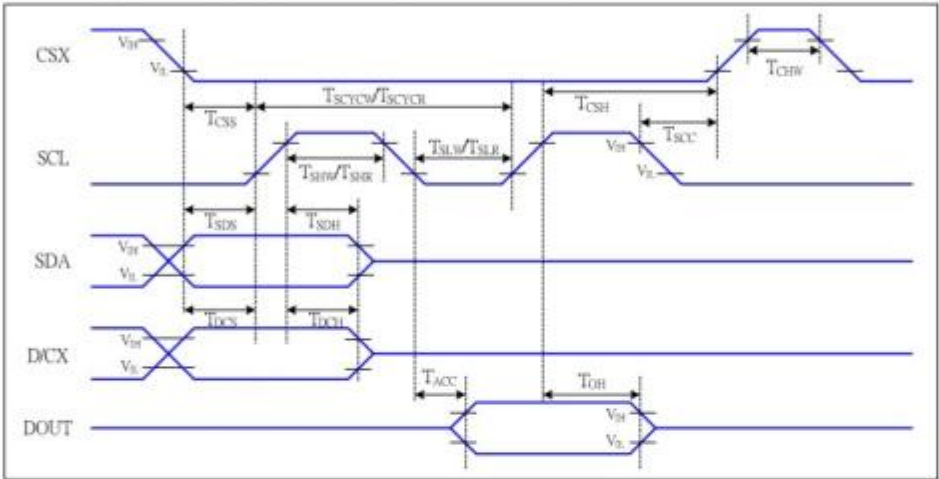 CSX
VIH
VIL
TCSS
TSCYCW/TSCYCR
TCSH
TCHW
TSCC
SCL
TSHW/TSHR
TSLW/TSLR
VIH
VIL
TSDS
TSDH
SDA
VIH
VIL
TDCS
TDCH
D/CX
VIH
VIL
TACC
TOH
DOUT
VIH
VIL